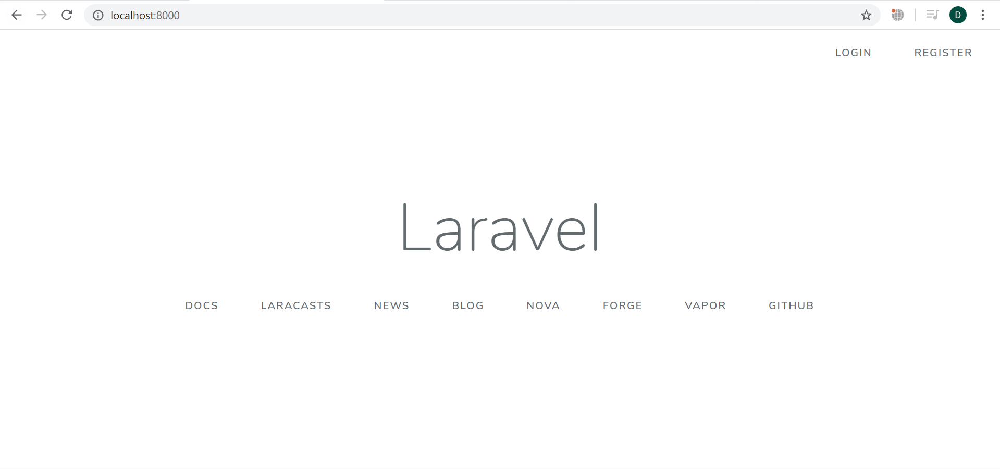 localhost:8000
D
LOGIN REGISTER
Laravel
DOCS LARACASTS NEWS BLOG NOVA FORGE VAPOR GITHUB